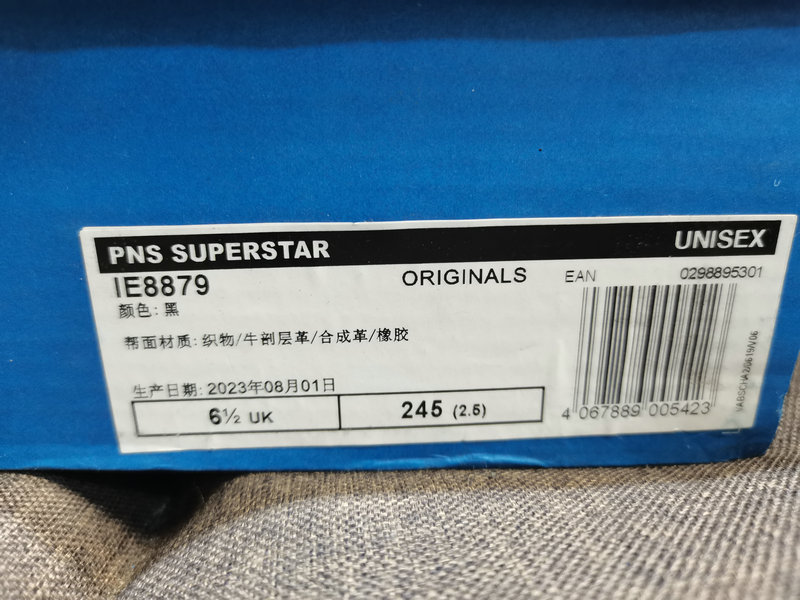 PNS SUPERSTAR
UNISEX
IE8879
ORIGINALS
EAN
0298895301
颜色: 黑
帮面材质: 织物/牛剖层革/合成革/橡胶
生产日期: 2023年08月01日
6½ UK
245 (2.5)
4 067889 005423